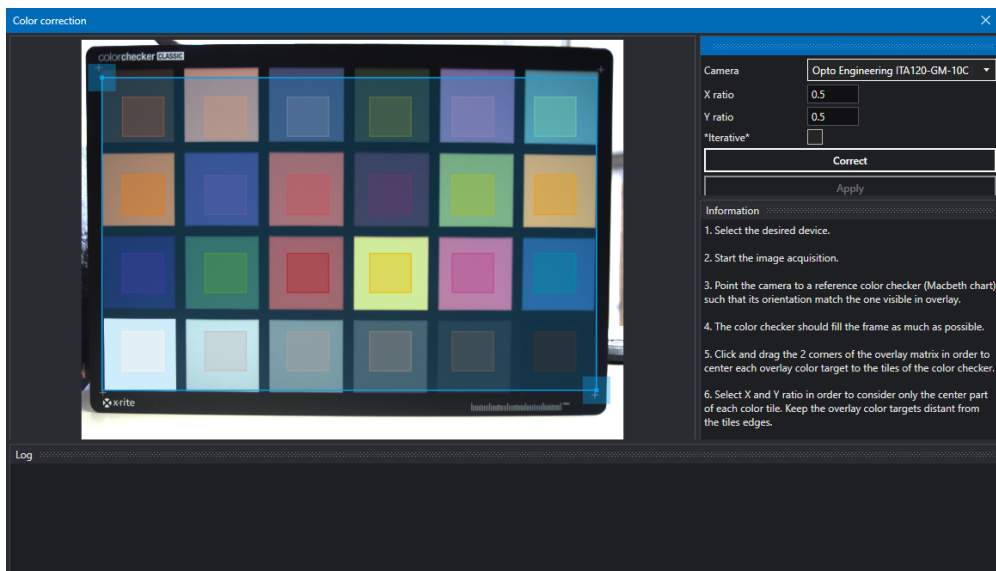 Color correction
colorchecker CLASSIC
x-rite
Camera
Opto Engineering ITA120-GM-10C
X ratio
0.5
Y ratio
0.5
*Iterative*
Correct
Apply
Information
1. Select the desired device.
2. Start the image acquisition.
3. Point the camera to a reference color checker (Macbeth chart)
such that its orientation match the one visible in overlay.
4. The color checker should fill the frame as much as possible.
5. Click and drag the 2 corners of the overlay matrix in order to
center each overlay color target to the tiles of the color checker.
6. Select X and Y ratio in order to consider only the center part
of each color tile. Keep the overlay color targets distant from
the tiles edges.
Log